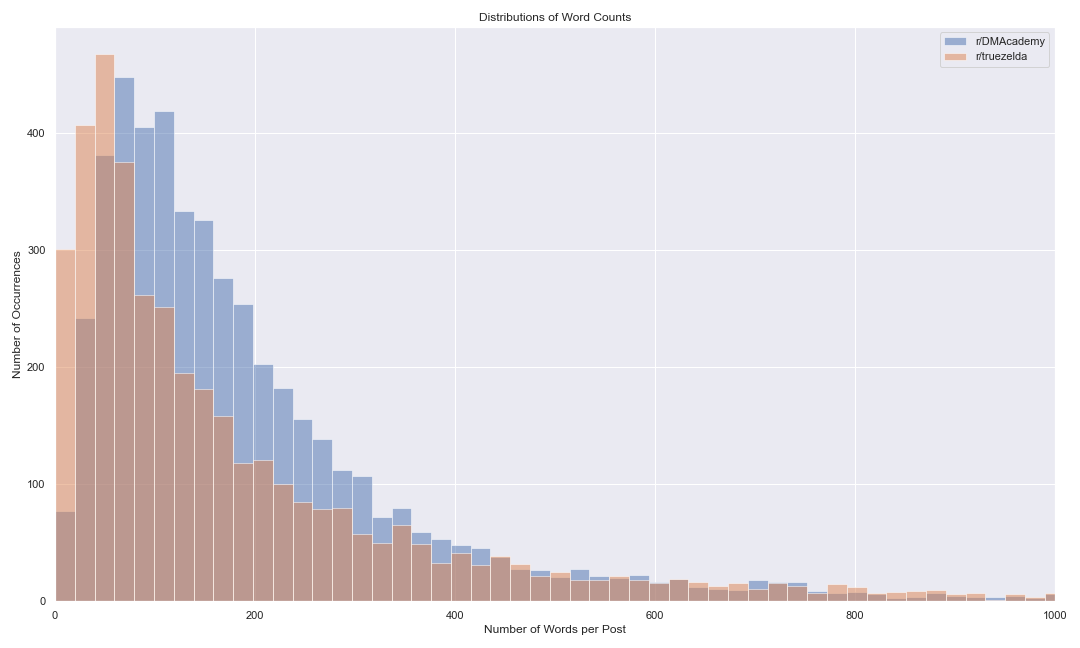 Distributions of Word Counts
r/DMAcademy
r/truezelda
Number of Occurrences
400
300
200
100
0
0 200 400 600 800 1000
Number of Words per Post